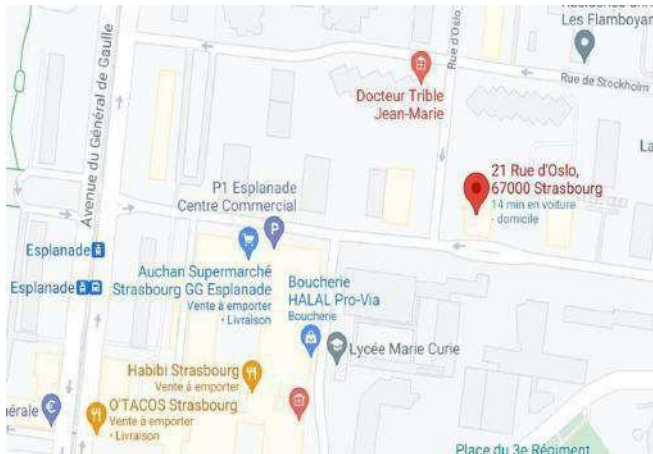 Les Flamboyan
Rue d'Oslo
Rue de Stockholm
Avenue du Général de Gaulle
Docteur Trible
Jean-Marie
La
21 Rue d'Oslo,
67000 Strasbourg
14 min en voiture
- domicile
P1 Esplanade
Centre Commercial
P
Esplanade
Esplanade
Auchan Supermarché
Strasbourg GG Esplanade
Vente à emporter
• Livraison
Boucherie
HALAL Pro-Via
Boucherie
Lycée Marie Curie
Habibi Strasbourg
Vente à emporter
nérale
€
O'TACOS Strasbourg
Vente à emporter
• Livraison
Place du 3e Régiment